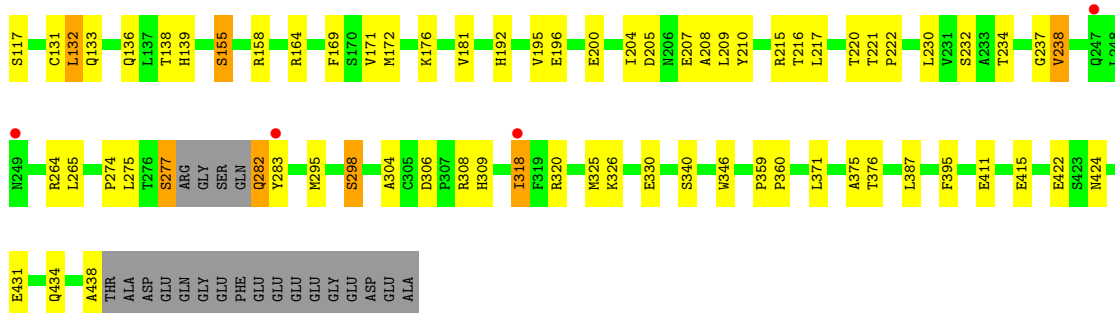 S117 C131 L132 Q133 Q136 L137 T138 H139 S155 R158 R164 F169 S170 V171 M172 K176 V181 H192 V195 E196 E200 I204 D205 N206 E207 A208 L209 Y210 R215 T216 L217 T220 T221 P222 L230 V231 S232 A233 T234 G237 V238 Q247 L248
N249 R264 L265 P274 L275 T276 S277 ARG GLY SER GLN Q282 Y283 M295 S298 A304 C305 D306 P307 R308 H309 I318 F319 R320 M325 K326 E330 S340 W346 P359 P360 L371 A375 T376 L387 F395 E411 E415 E422 S423 N424
E431 Q434 A438 THR ALA ASP GLU GLN GLY GLU PHE GLU GLU GLU GLU GLY GLU ASP GLU ALA